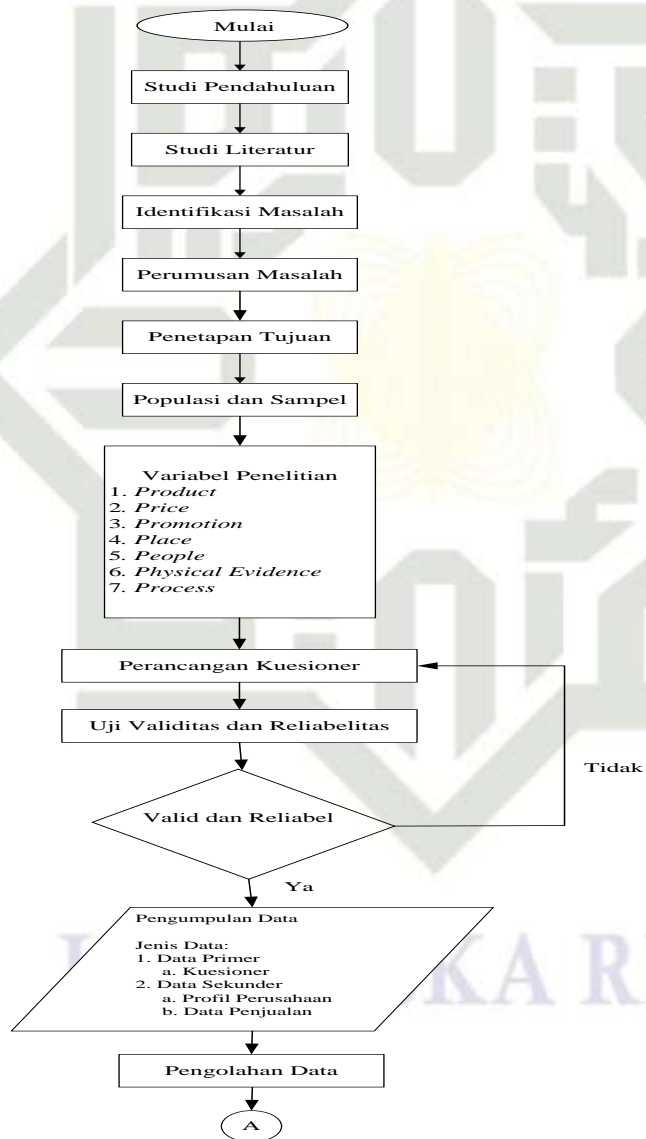 Mulai
Studi Pendahuluan
Studi Literatur
Identifikasi Masalah
Perumusan Masalah
Penetapan Tujuan
Populasi dan Sampel
Variabel Penelitian
1. Product
2. Price
3. Promotion
4. Place
5. People
6. Physical Evidence
7. Process
Perancangan Kuesioner
Uji Validitas dan Reliabelitas
Tidak
Valid dan Reliabel
Ya
Pengumpulan Data
Jenis Data:
1. Data Primer
a. Kuesioner
2. Data Sekunder
a. Profil Perusahaan
b. Data Penjualan
Pengolahan Data
A